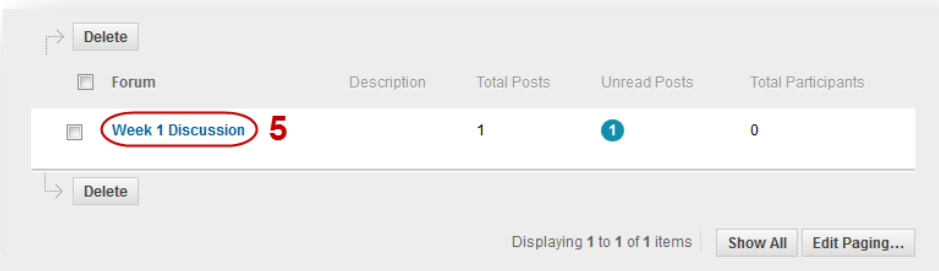 Delete
Forum Description Total Posts Unread Posts Total Participants
Week 1 Discussion 5 1 1 0
Delete
Displaying 1 to 1 of 1 items Show All Edit Paging...